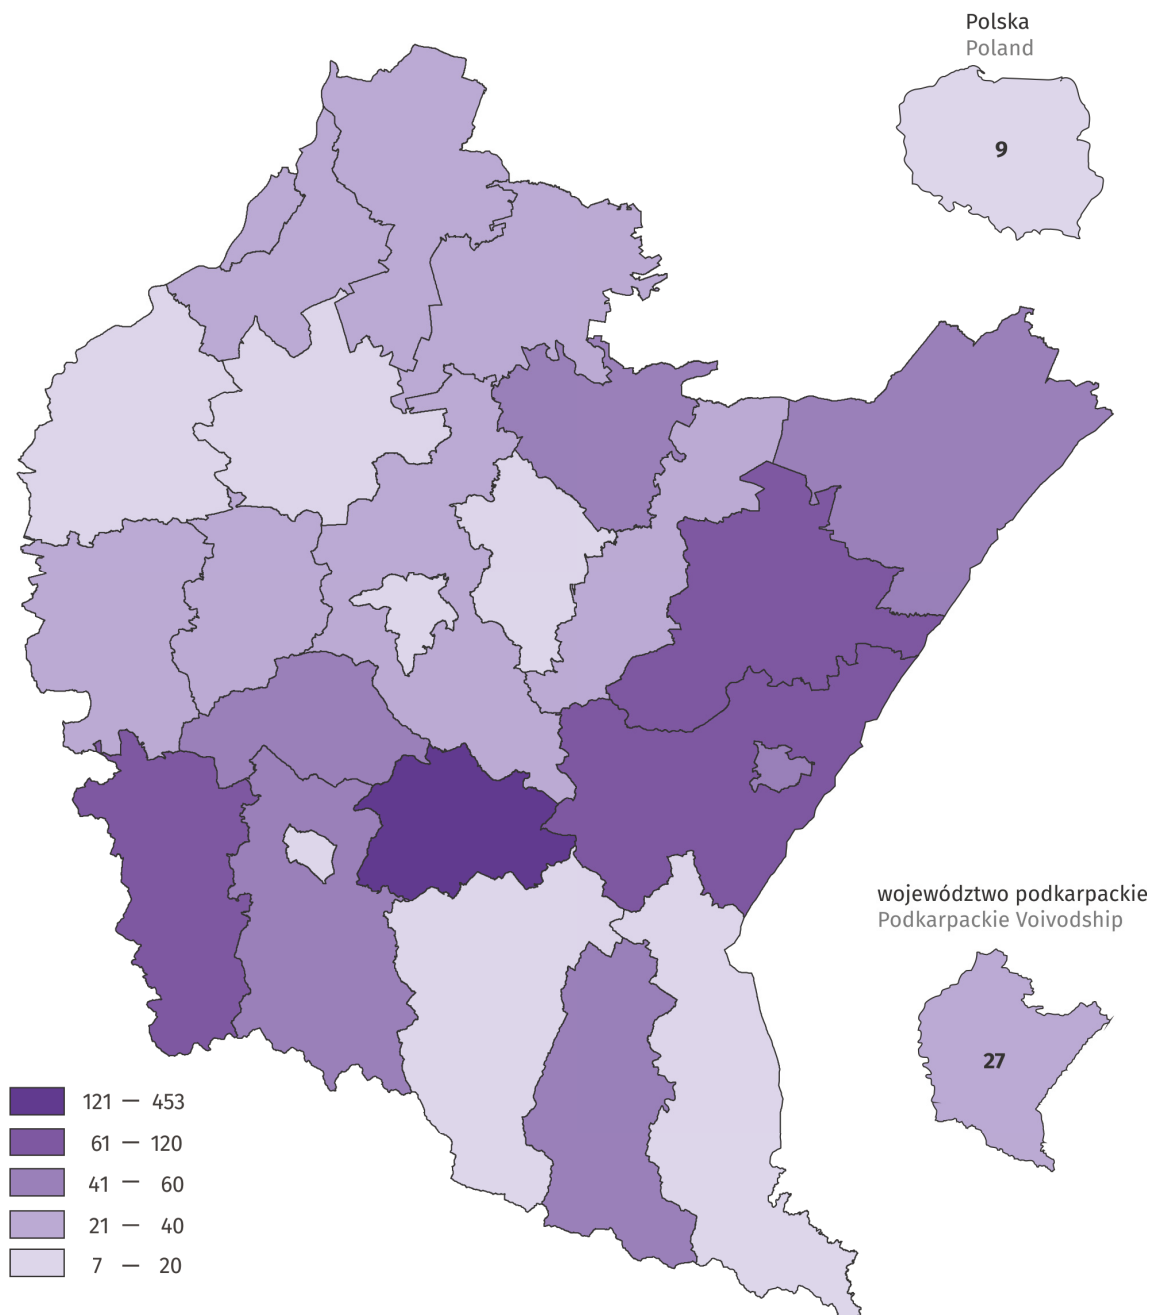 Polska
Poland
9
województwo podkarpackie
Podkarpackie Voivodship
27
121 — 453
61 — 120
41 — 60
21 — 40
7 — 20